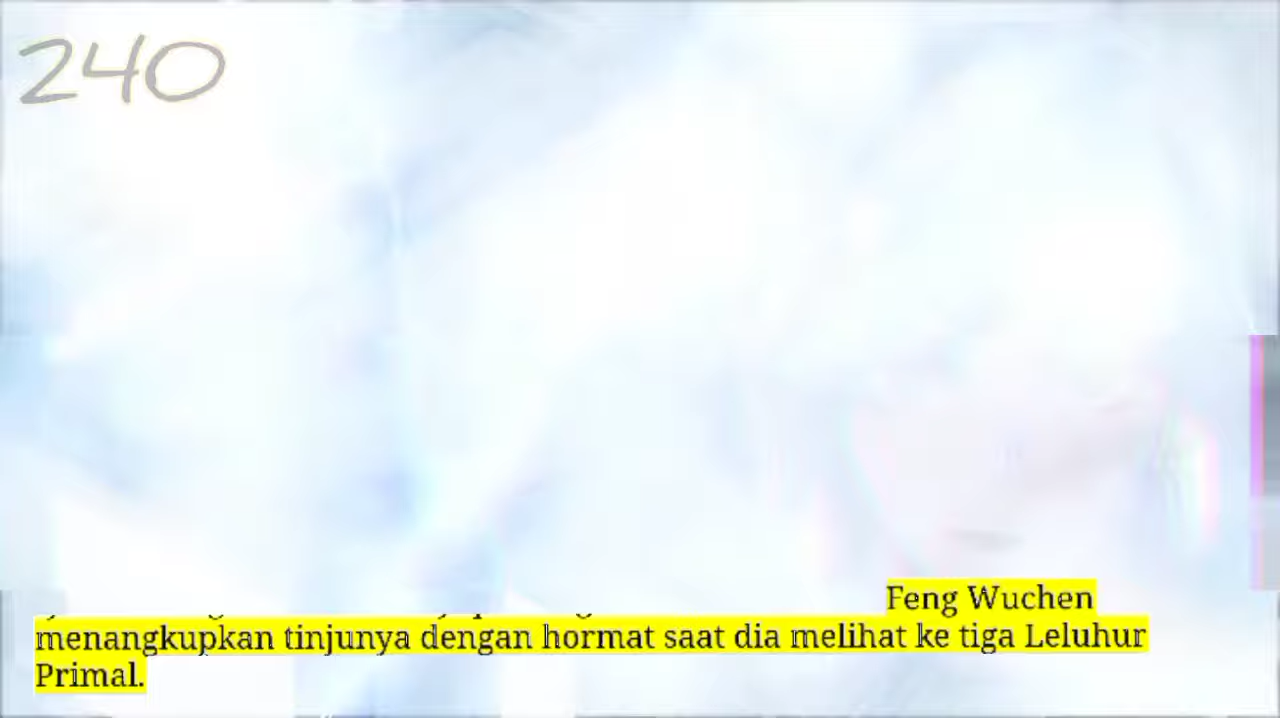 240
Feng Wuchen
menangkupkan tinjunya dengan hormat saat dia melihat ke tiga Leluhur
Primal.